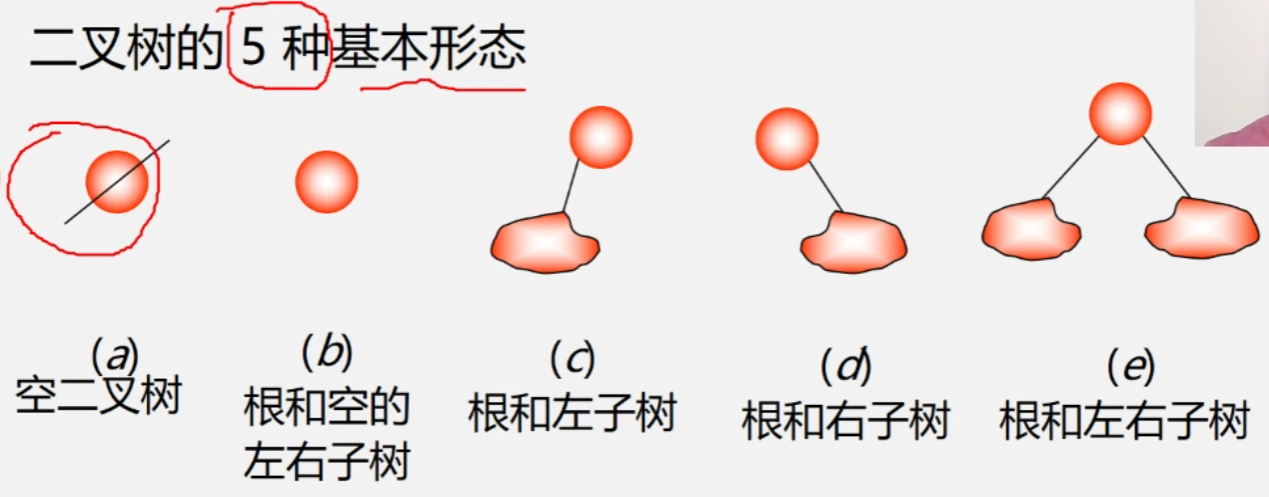 二叉树的 5 种基本形态
(a)
空二叉树
(b)
根和空的
左右子树
(c)
根和左子树
(d)
根和右子树
(e)
根和左右子树